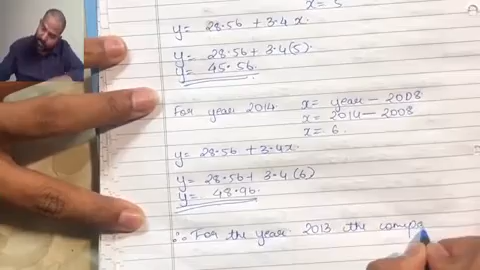 x = 5
y = 28.56 + 3.4 x.
y = 28.56 + 3.4(5).
y = 45.56.
For year 2014. x = year - 2008
x = 2014 - 2008
x = 6.
y = 28.56 + 3.4x.
y = 28.56 + 3.4 (6)
y = 48.96.
∴ For the year 2013 the compa